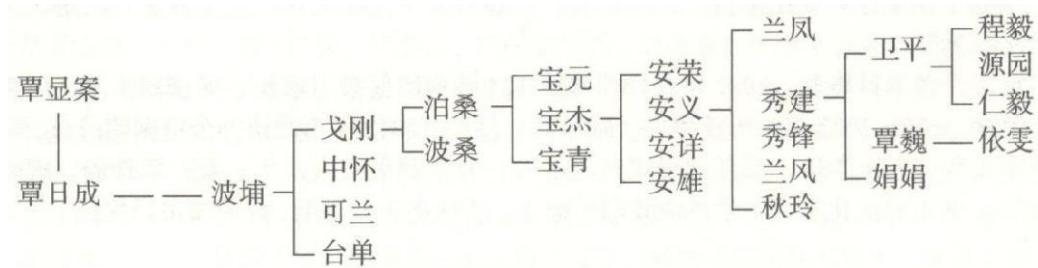 覃显案
覃日成
波埔
戈刚
中怀
可兰
台单
泊桑
波桑
宝元
宝杰
宝青
安荣
安义
安详
安雄
兰凤
秀建
秀锋
兰风
秋玲
卫平
覃巍
娟娟
程毅
源园
仁毅
依雯